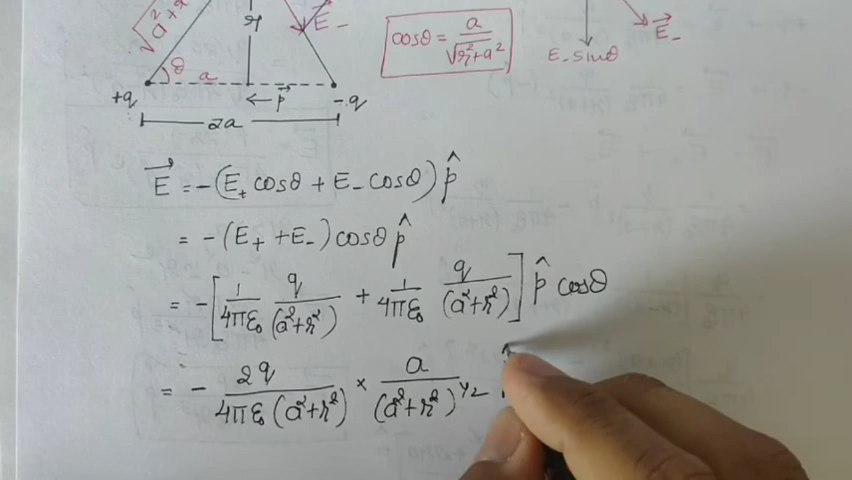 √a²+r²
r
E⃗₋
cosθ = a/√(r²+a²)
E₋sinθ
E⃗₋
θ a
+q
← p⃗
-q
2a
E⃗ = -(E₊ cosθ + E₋ cosθ) p̂
= -(E₊ + E₋) cosθ p̂
= -[1/4πε₀ q/(a²+r²) + 1/4πε₀ q/(a²+r²)] p̂ cosθ
= - 2q/4πε₀(a²+r²) × a/(a²+r²)^1/2